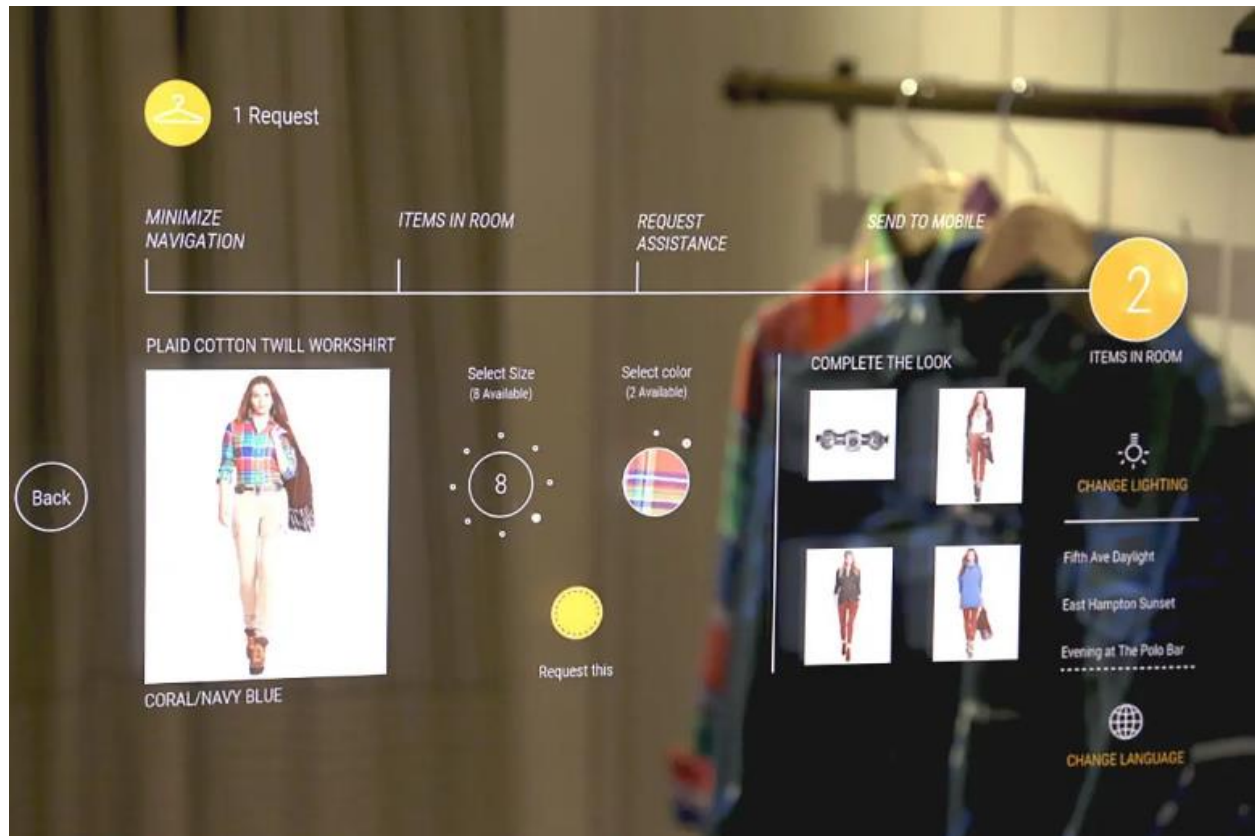 1 Request
MINIMIZE
NAVIGATION
ITEMS IN ROOM
REQUEST
ASSISTANCE
SEND TO MOBILE
2
ITEMS IN ROOM
PLAID COTTON TWILL WORKSHIRT
Back
CORAL/NAVY BLUE
Select Size
(8 Available)
8
Select color
(2 Available)
Request this
COMPLETE THE LOOK
CHANGE LIGHTING
Fifth Ave Daylight
East Hampton Sunset
Evening at The Polo Bar
CHANGE LANGUAGE